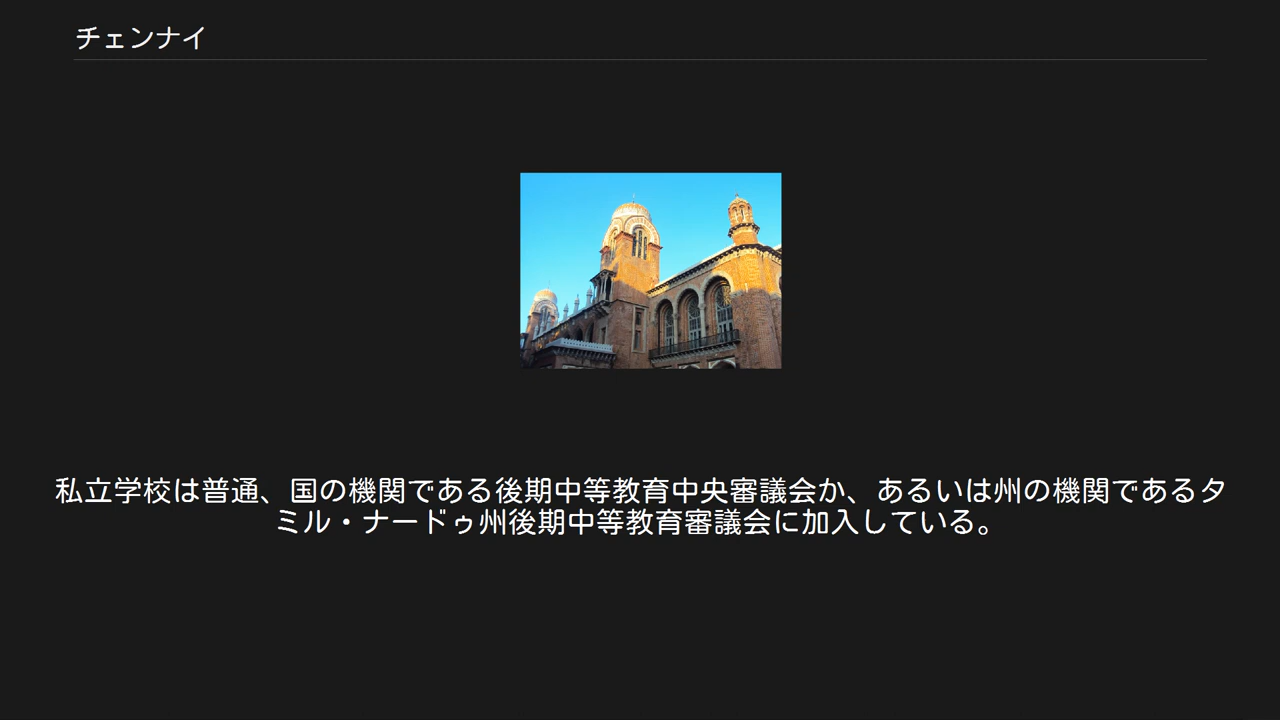 チェンナイ
私立学校は普通、国の機関である後期中等教育中央審議会か、あるいは州の機関であるタ
ミル・ナードゥ州後期中等教育審議会に加入している。